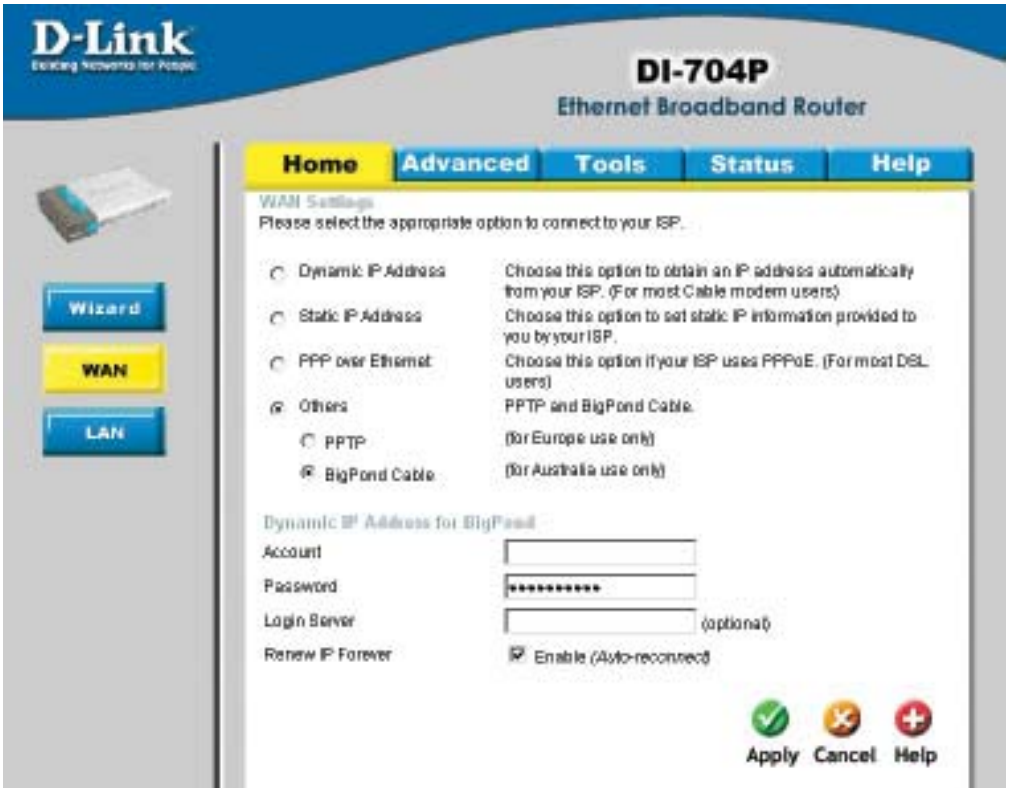 D-Link
Building Networks for People
DI-704P
Ethernet Broadband Router
Home
Advanced
Tools
Status
Help
Wizard
WAN
LAN
WAN Settings
Please select the appropriate option to connect to your ISP.
Dynamic IP Address
Choose this option to obtain an IP address automatically
from your ISP. (For most Cable modem users)
Static IP Address
Choose this option to set static IP information provided to
you by your ISP.
PPP over Ethernet
Choose this option if your ISP uses PPPoE. (For most DSL
users)
Others
PPTP and BigPond Cable.
PPTP
(for Europe use only)
BigPond Cable
(for Australia use only)
Dynamic IP Address for BigPond
Account
Password
••••••••••
Login Server
(optional)
Renew IP Forever
Enable (Auto-reconnect)
Apply
Cancel
Help